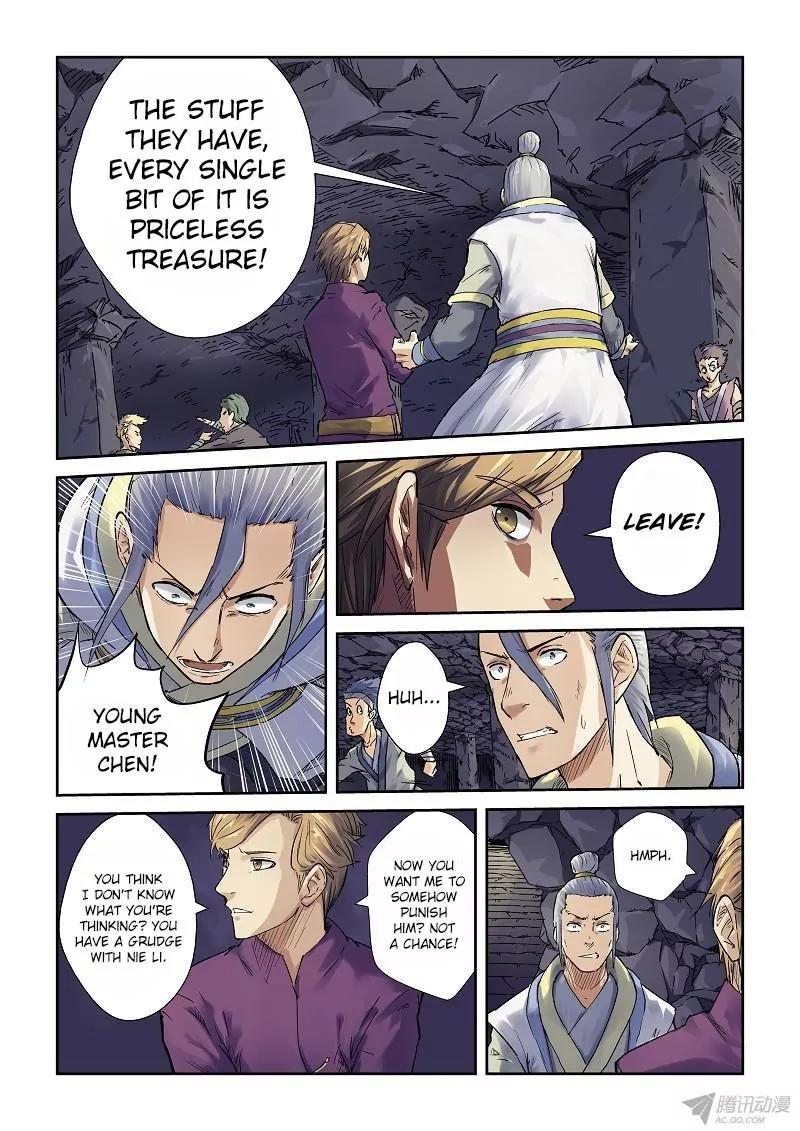 THE STUFF
THEY HAVE,
EVERY SINGLE
BIT OF IT IS
PRICELESS
TREASURE!
LEAVE!
YOUNG
MASTER
CHEN!
HUH...
YOU THINK
I DON'T KNOW
WHAT YOU'RE
THINKING? YOU
HAVE A GRUDGE
WITH NIE LI.
NOW YOU
WANT ME TO
SOMEHOW
PUNISH
HIM? NOT
A CHANCE!
HMPH.
腾讯动漫
AC.QQ.COM